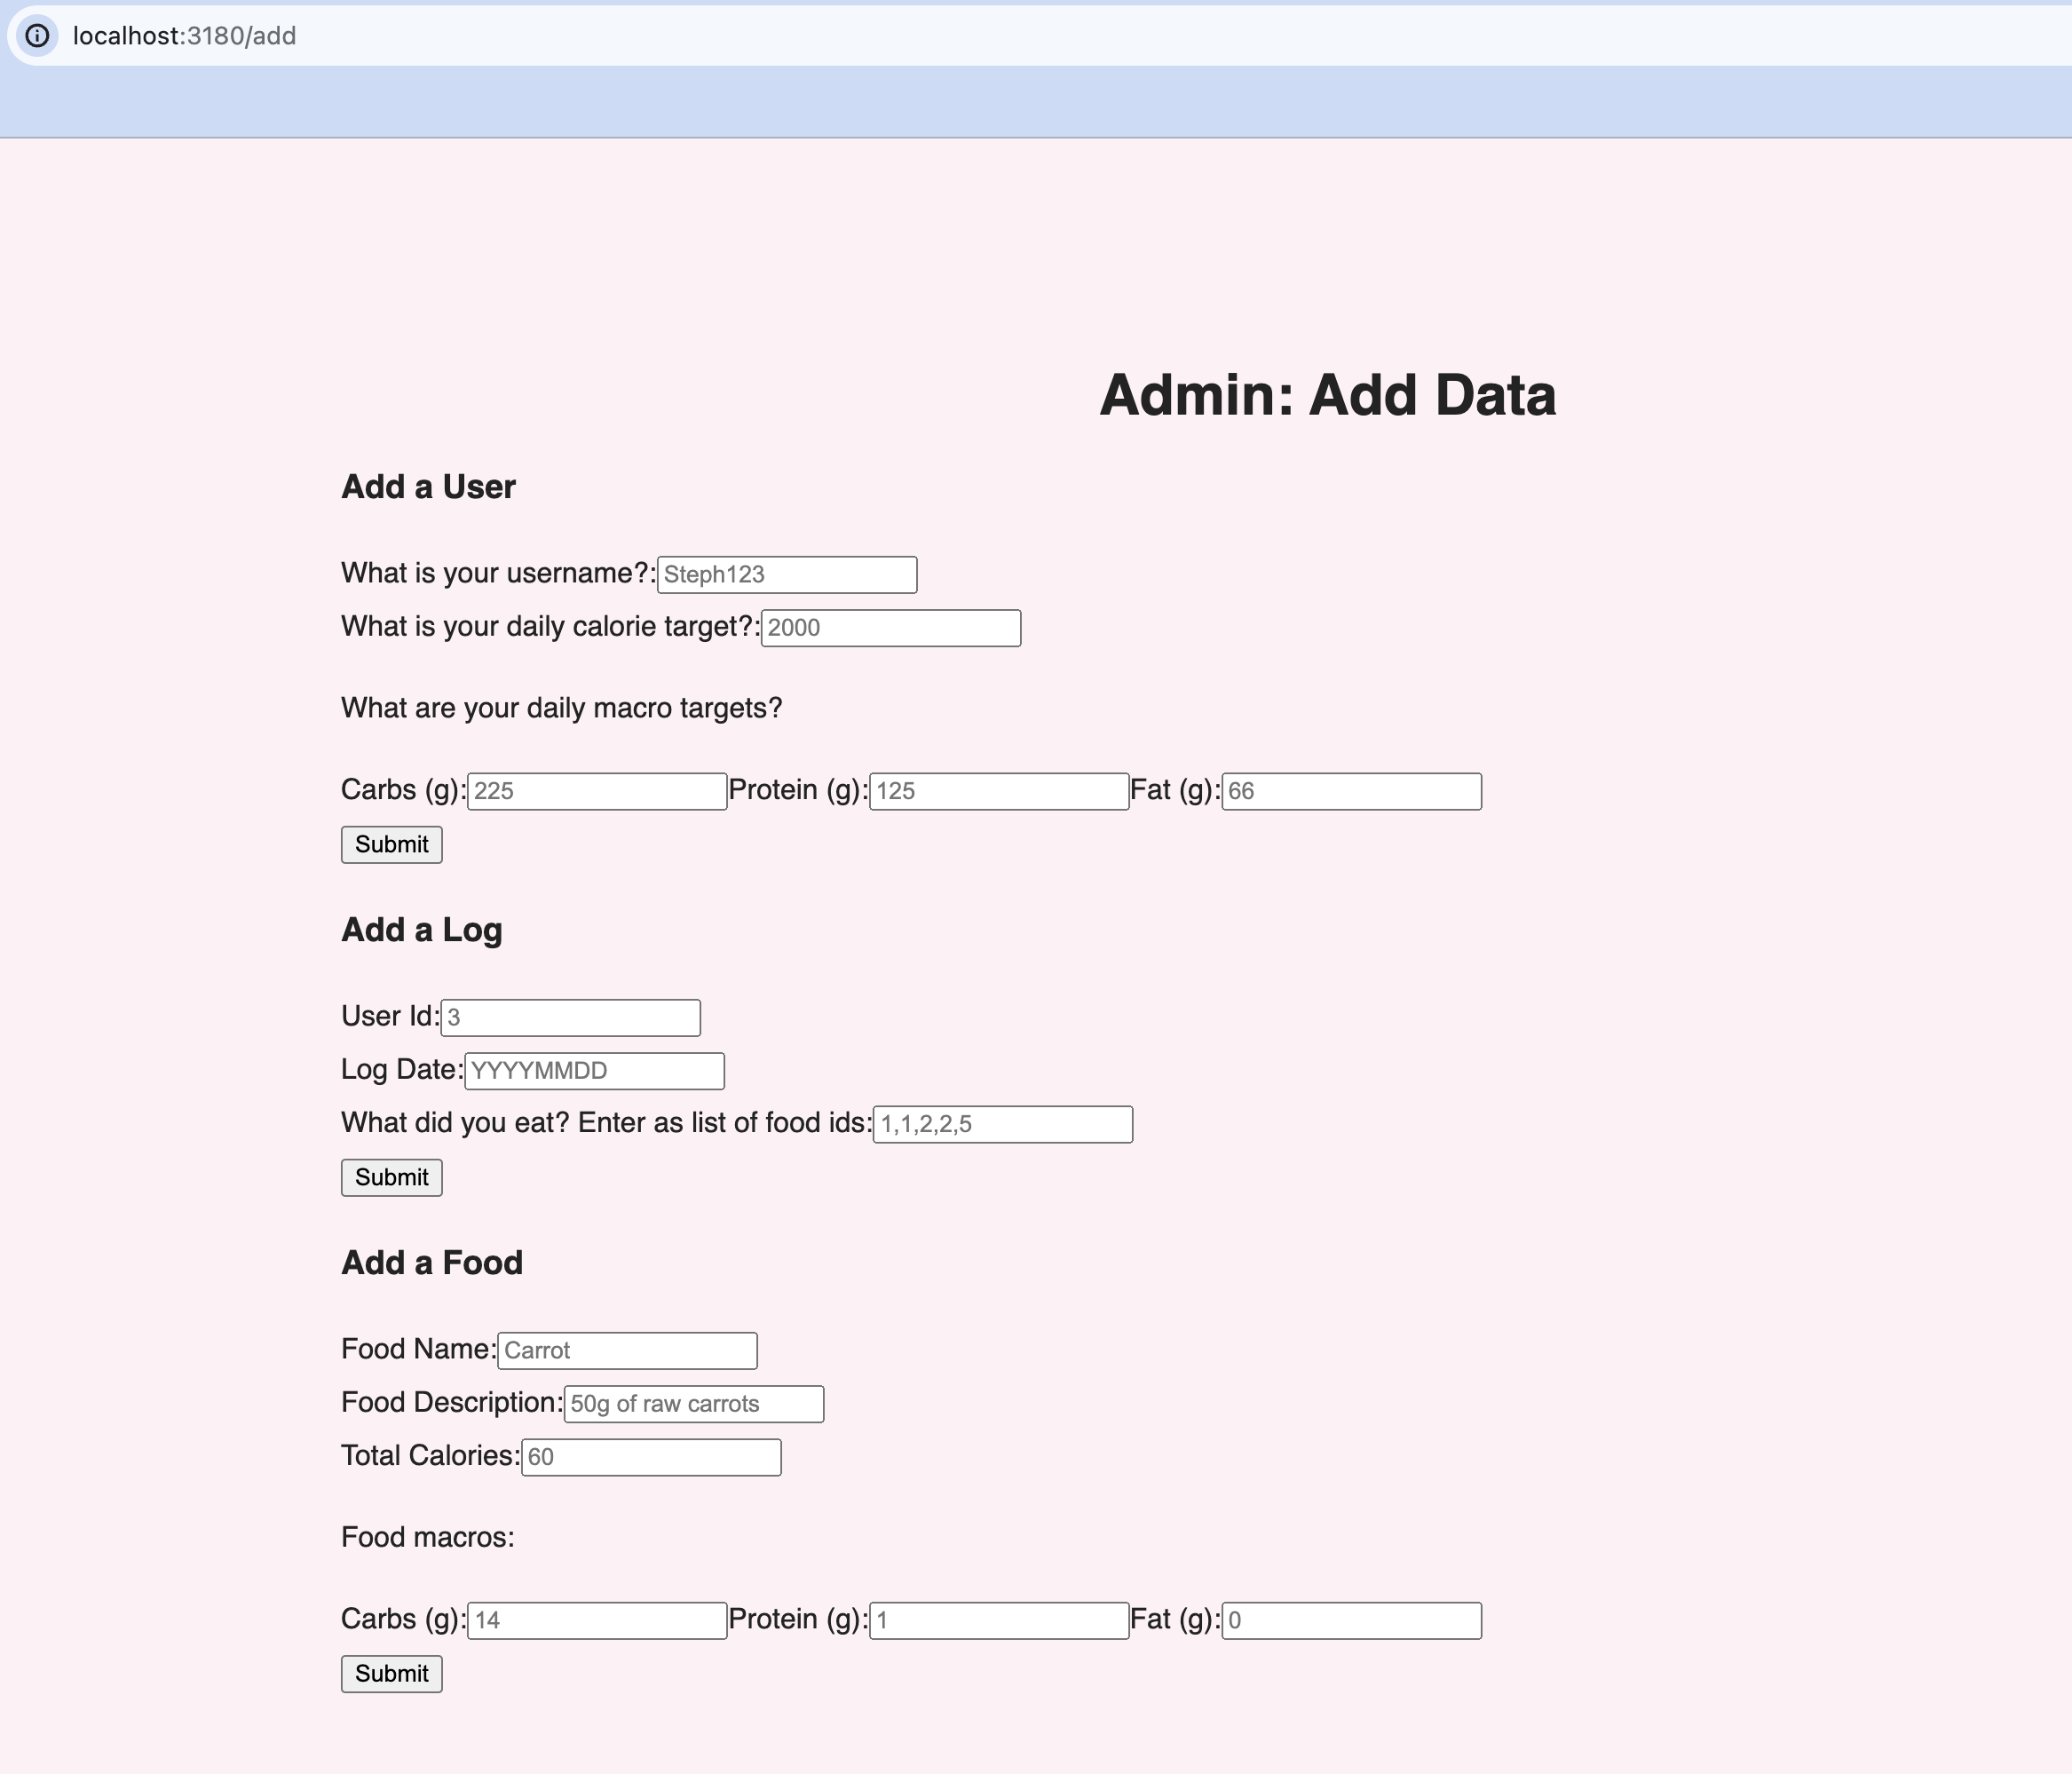 localhost:3180/add
Admin: Add Data
Add a User
What is your username?: Steph123
What is your daily calorie target?: 2000
What are your daily macro targets?
Carbs (g): 225 Protein (g): 125 Fat (g): 66
Submit
Add a Log
User Id: 3
Log Date: YYYYMMDD
What did you eat? Enter as list of food ids: 1,1,2,2,5
Submit
Add a Food
Food Name: Carrot
Food Description: 50g of raw carrots
Total Calories: 60
Food macros:
Carbs (g): 14 Protein (g): 1 Fat (g): 0
Submit